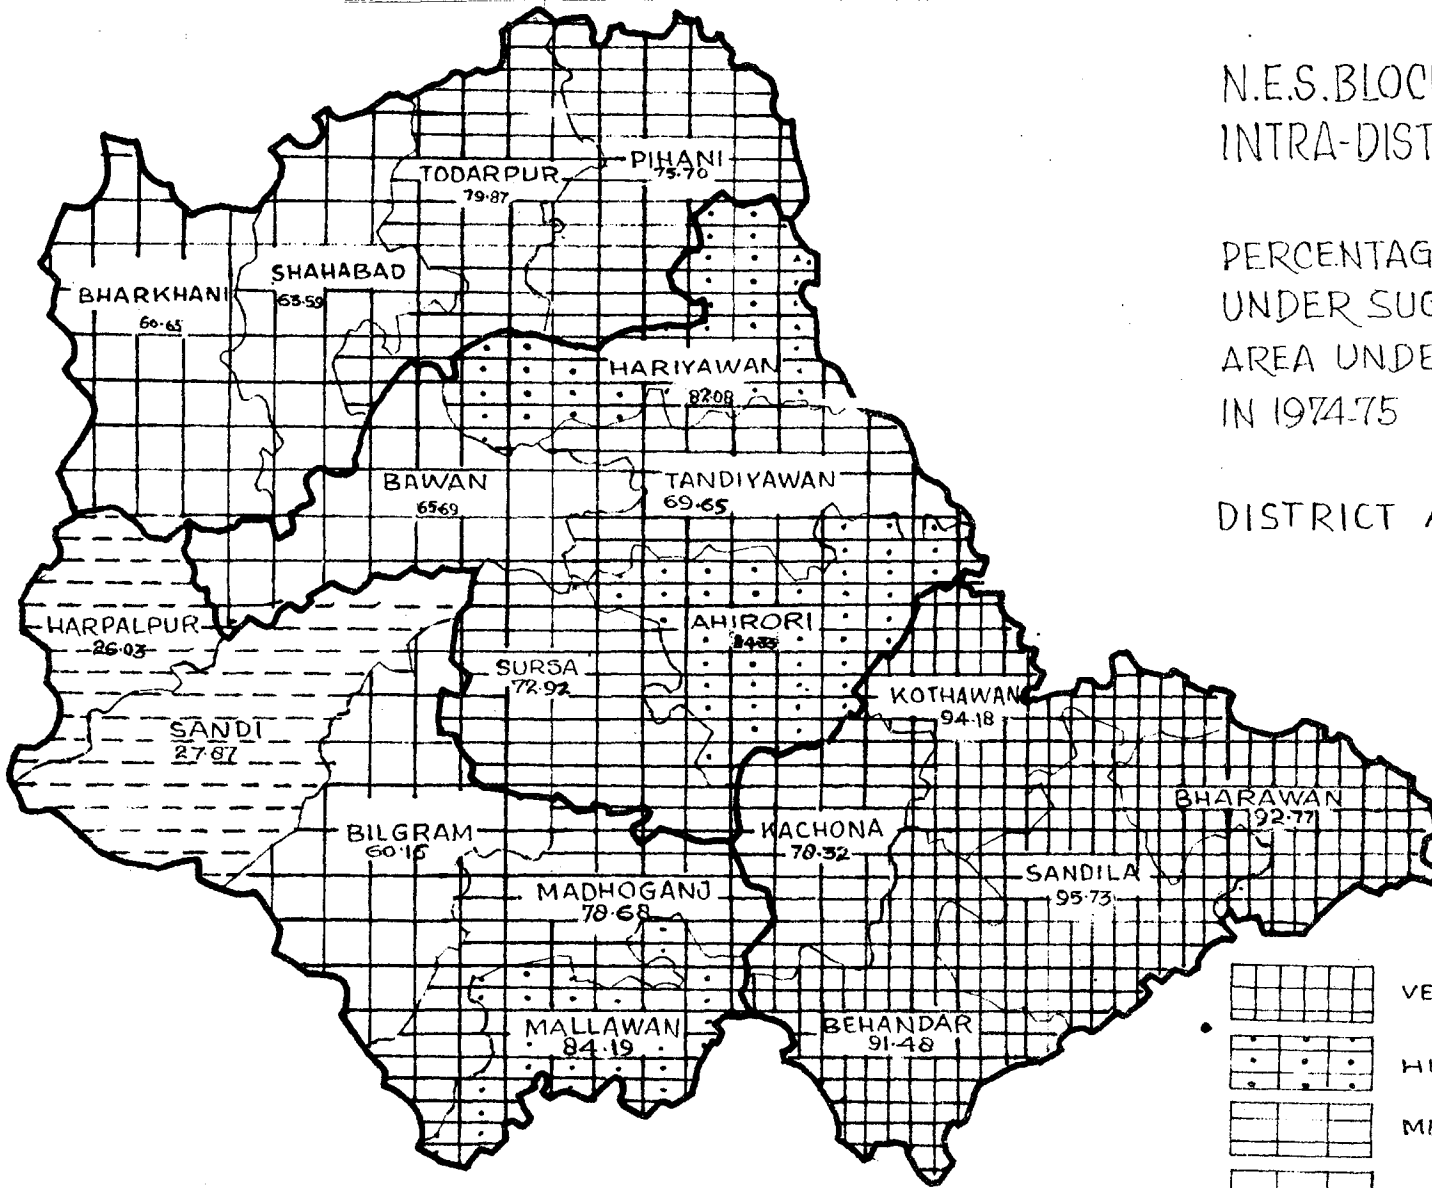 N.E.S.BLOC
INTRA-DIST
PIHANI
75.70
TODARPUR
79.87
PERCENTAG
UNDER SUG
AREA UNDE
IN 1974-75
SHAHABAD
63.59
BHARKHANI
60.65
HARIYAWAN
82.08
BAWAN
65.69
TANDIYAWAN
69.65
DISTRICT A
HARPALPUR
26.03
AHIRORI
SURSA
72.92
KOTHAWAN
94.18
SANDI
27.87
BHARAWAN
92.77
BILGRAM
60.15
KACHONA
78.32
SANDILA
95.73
MADHOGANJ
78.68
VE
MALLAWAN
84.19
BEHANDAR
91.48
HI